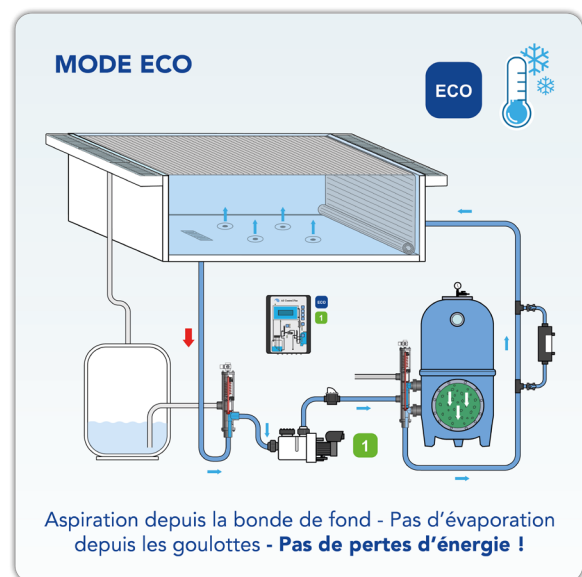 MODE ECO
ECO
ECO
1
1
Aspiration depuis la bonde de fond - Pas d'évaporation
depuis les goulottes - Pas de pertes d'énergie !